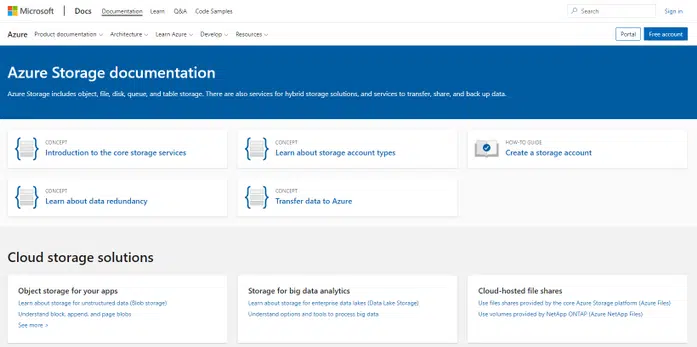 Microsoft Docs Documentation Learn Q&A Code Samples Search Sign in
Azure Product documentation Architecture Learn Azure Develop Resources Portal Free account
Azure Storage documentation
Azure Storage includes object, file, disk, queue, and table storage. There are also services for hybrid storage solutions, and services to transfer, share, and back up data.
CONCEPT
Introduction to the core storage services
CONCEPT
Learn about storage account types
HOW-TO GUIDE
Create a storage account
CONCEPT
Learn about data redundancy
CONCEPT
Transfer data to Azure
Cloud storage solutions
Object storage for your apps
Learn about storage for unstructured data (Blob storage)
Understand block, append, and page blobs
See more >
Storage for big data analytics
Learn about storage for enterprise data lakes (Data Lake Storage)
Understand options and tools to process big data
Cloud-hosted file shares
Use files shares provided by the core Azure Storage platform (Azure Files)
Use volumes provided by NetApp ONTAP (Azure NetApp Files)